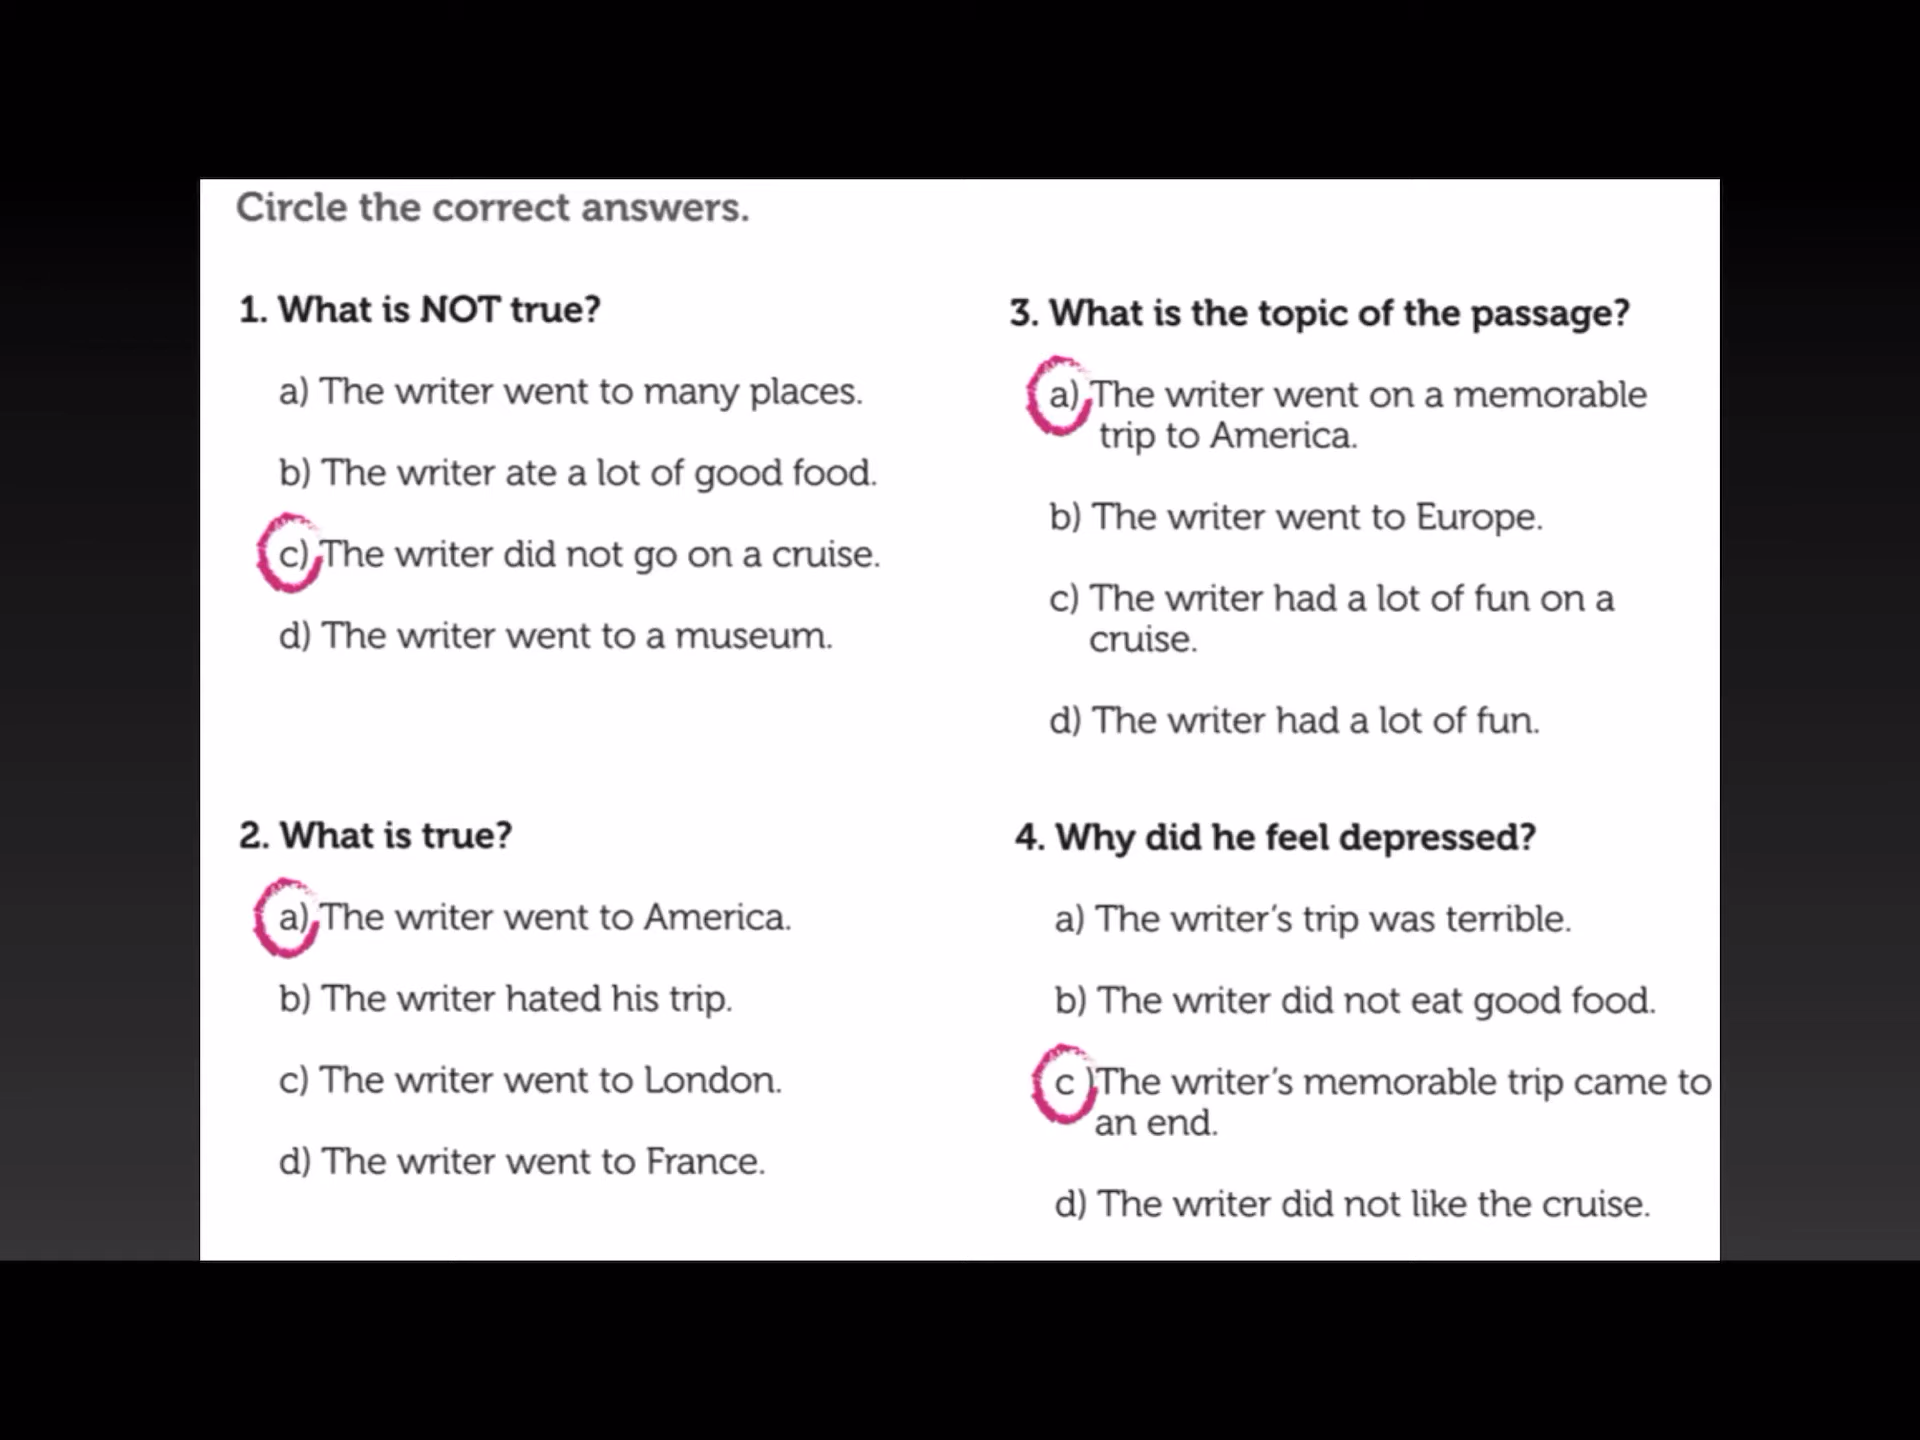 Circle the correct answers.
1. What is NOT true?
a) The writer went to many places.
b) The writer ate a lot of good food.
c) The writer did not go on a cruise.
d) The writer went to a museum.
2. What is true?
a) The writer went to America.
b) The writer hated his trip.
c) The writer went to London.
d) The writer went to France.
3. What is the topic of the passage?
a) The writer went on a memorable
trip to America.
b) The writer went to Europe.
c) The writer had a lot of fun on a
cruise.
d) The writer had a lot of fun.
4. Why did he feel depressed?
a) The writer’s trip was terrible.
b) The writer did not eat good food.
c )The writer’s memorable trip came to
an end.
d) The writer did not like the cruise.